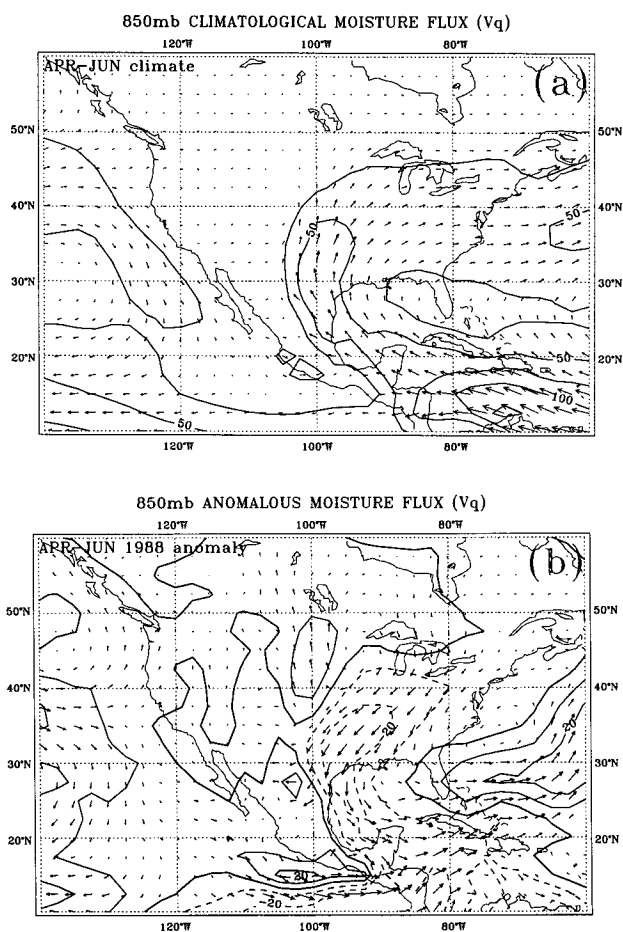 850mb CLIMATOLOGICAL MOISTURE FLUX (Vq)
120°W 100°W 80°W
APR-JUN climate
(a)
50°N 50°N
40°N 40°N
50 50
30°N 30°N
20°N 20°N
50
100
50
120°W 100°W 80°W
850mb ANOMALOUS MOISTURE FLUX (Vq)
120°W 100°W 80°W
APR-JUN 1988 anomaly
(b)
50°N 50°N
40°N 40°N
-20 20
30°N 30°N
20°N 20°N
20
-20
120°W 100°W 80°W